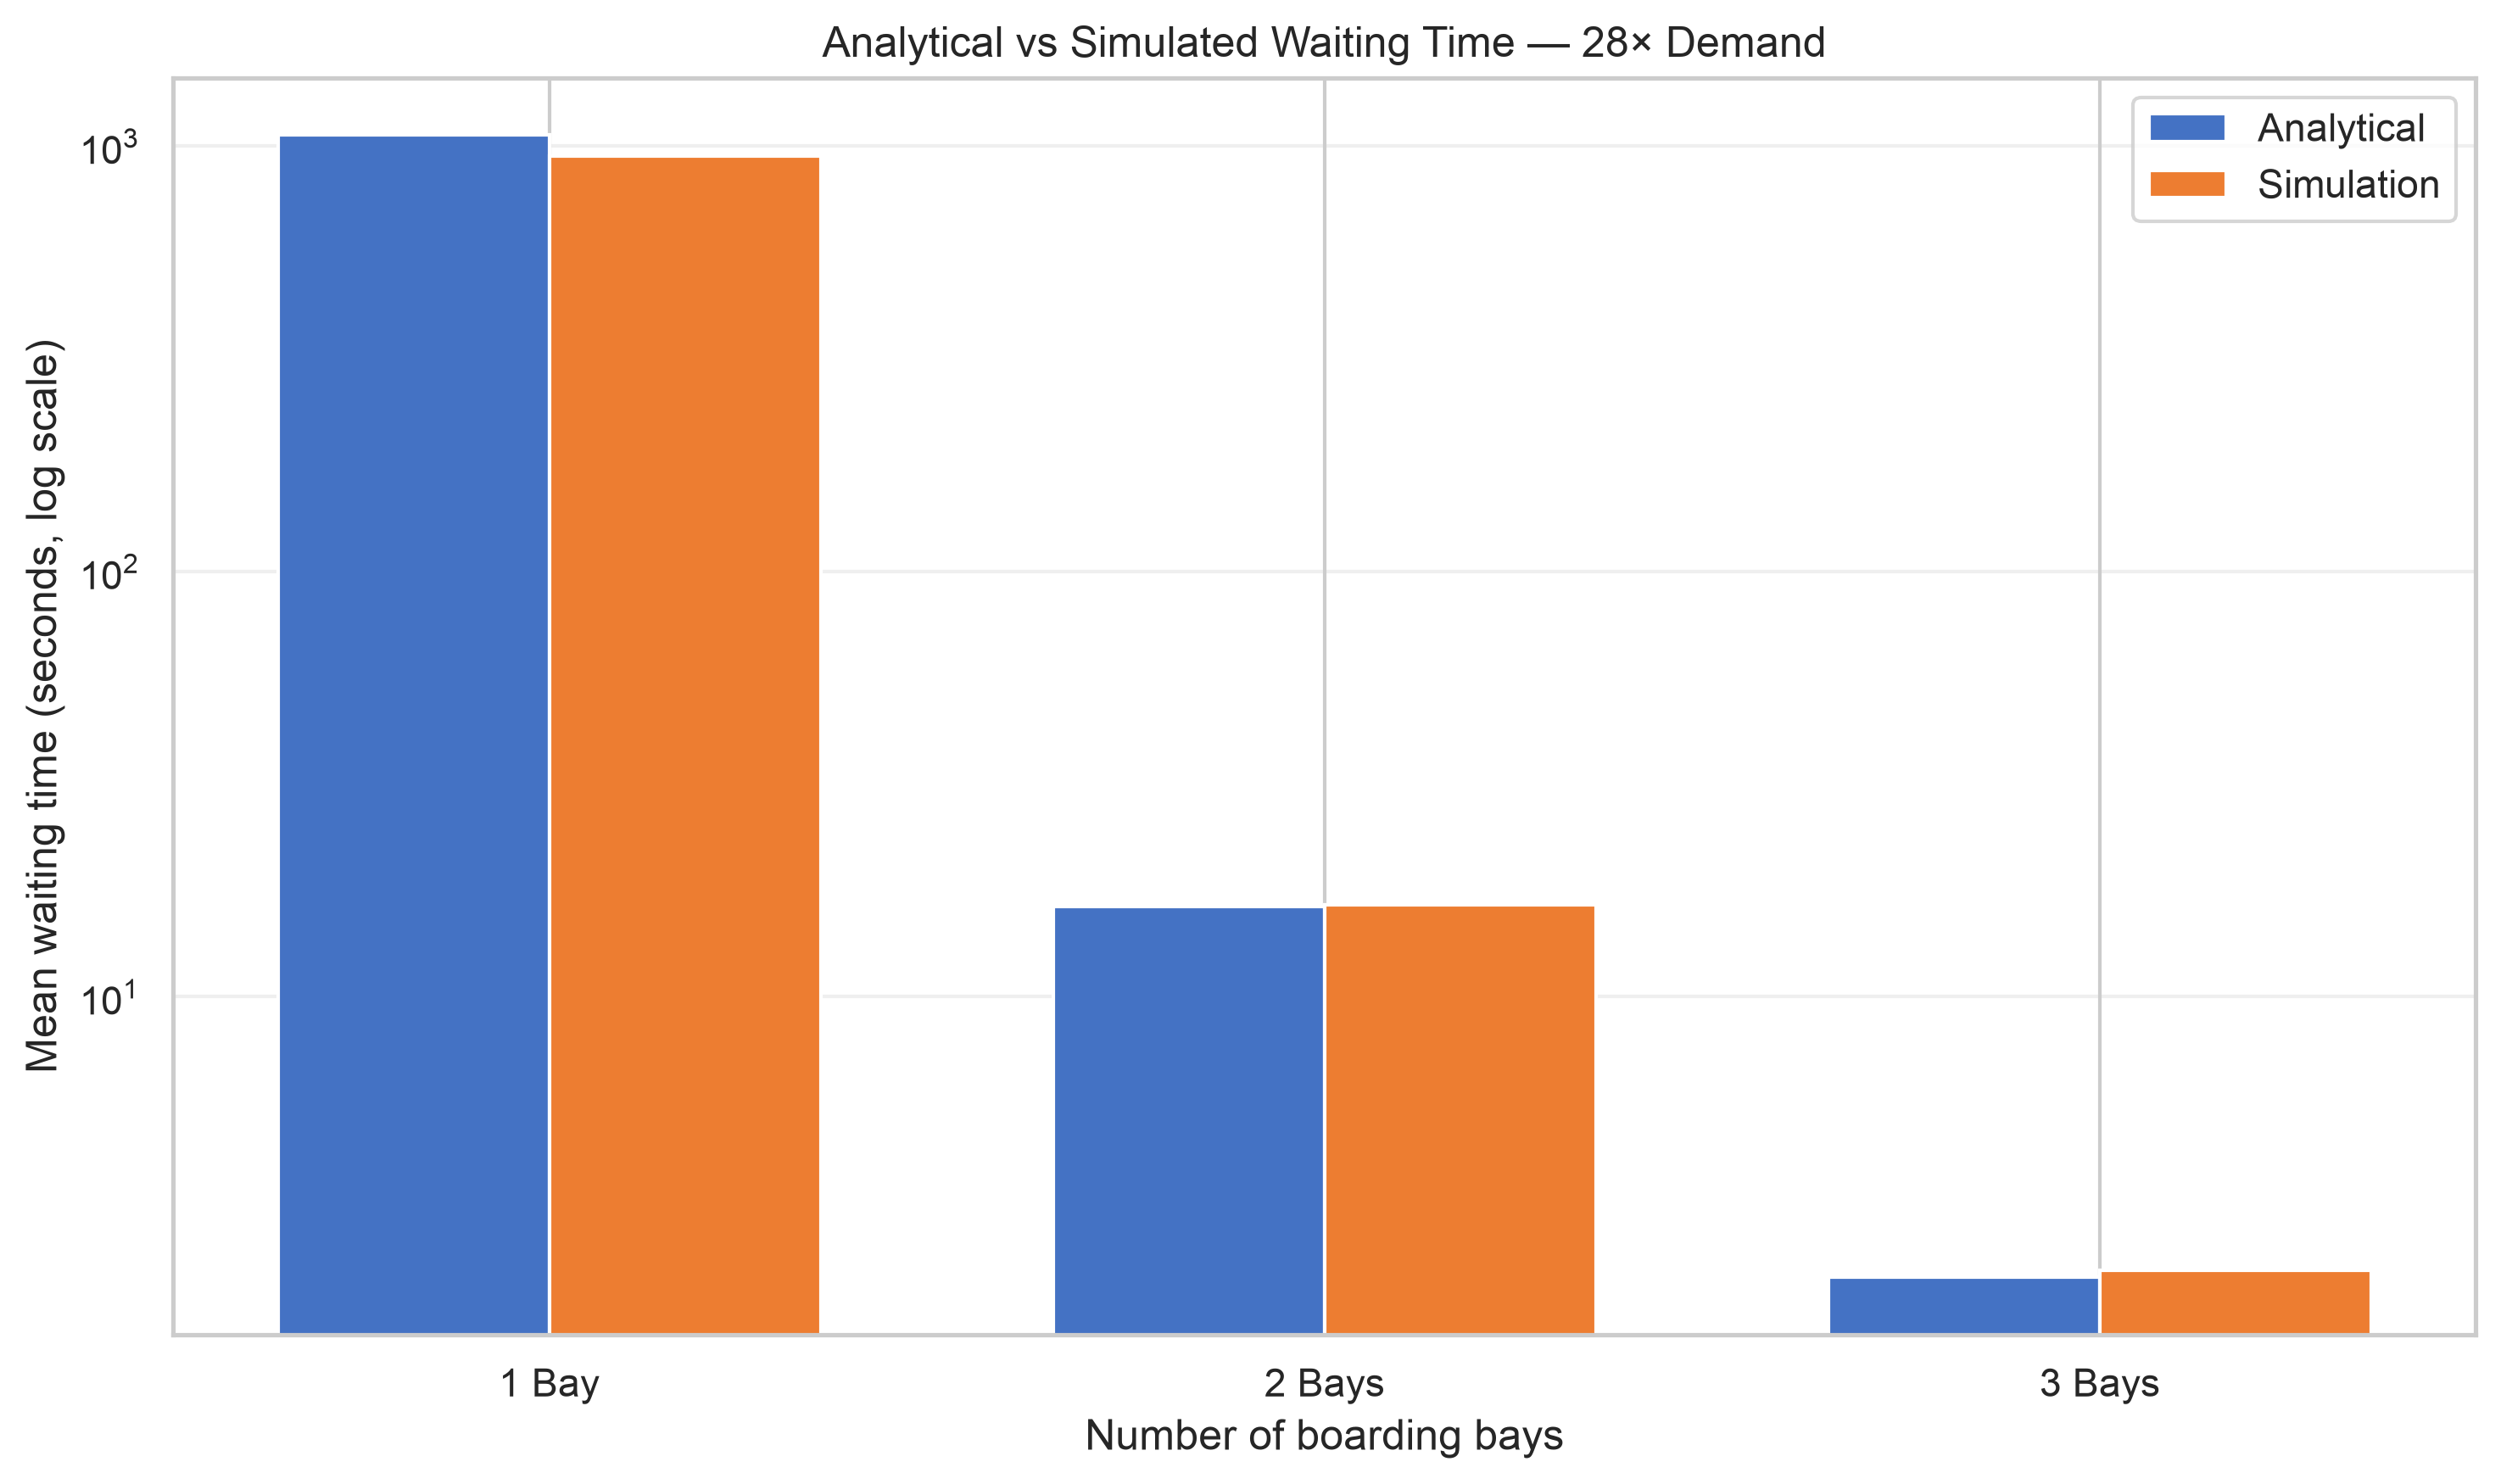 Analytical vs Simulated Waiting Time — 28× Demand
Analytical
Simulation
Mean waiting time (seconds, log scale)
10³
10²
10¹
1 Bay
2 Bays
3 Bays
Number of boarding bays